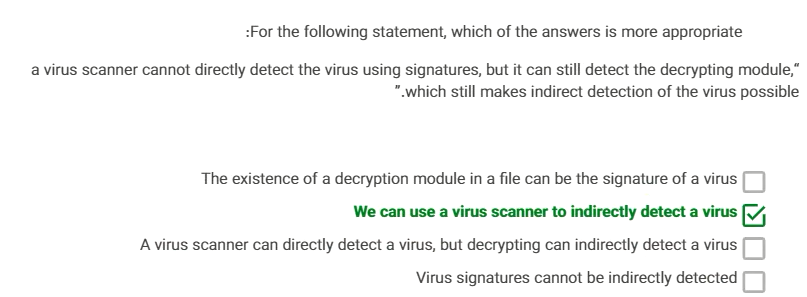 :For the following statement, which of the answers is more appropriate
a virus scanner cannot directly detect the virus using signatures, but it can still detect the decrypting module,“
”.which still makes indirect detection of the virus possible
The existence of a decryption module in a file can be the signature of a virus
We can use a virus scanner to indirectly detect a virus
A virus scanner can directly detect a virus, but decrypting can indirectly detect a virus
Virus signatures cannot be indirectly detected